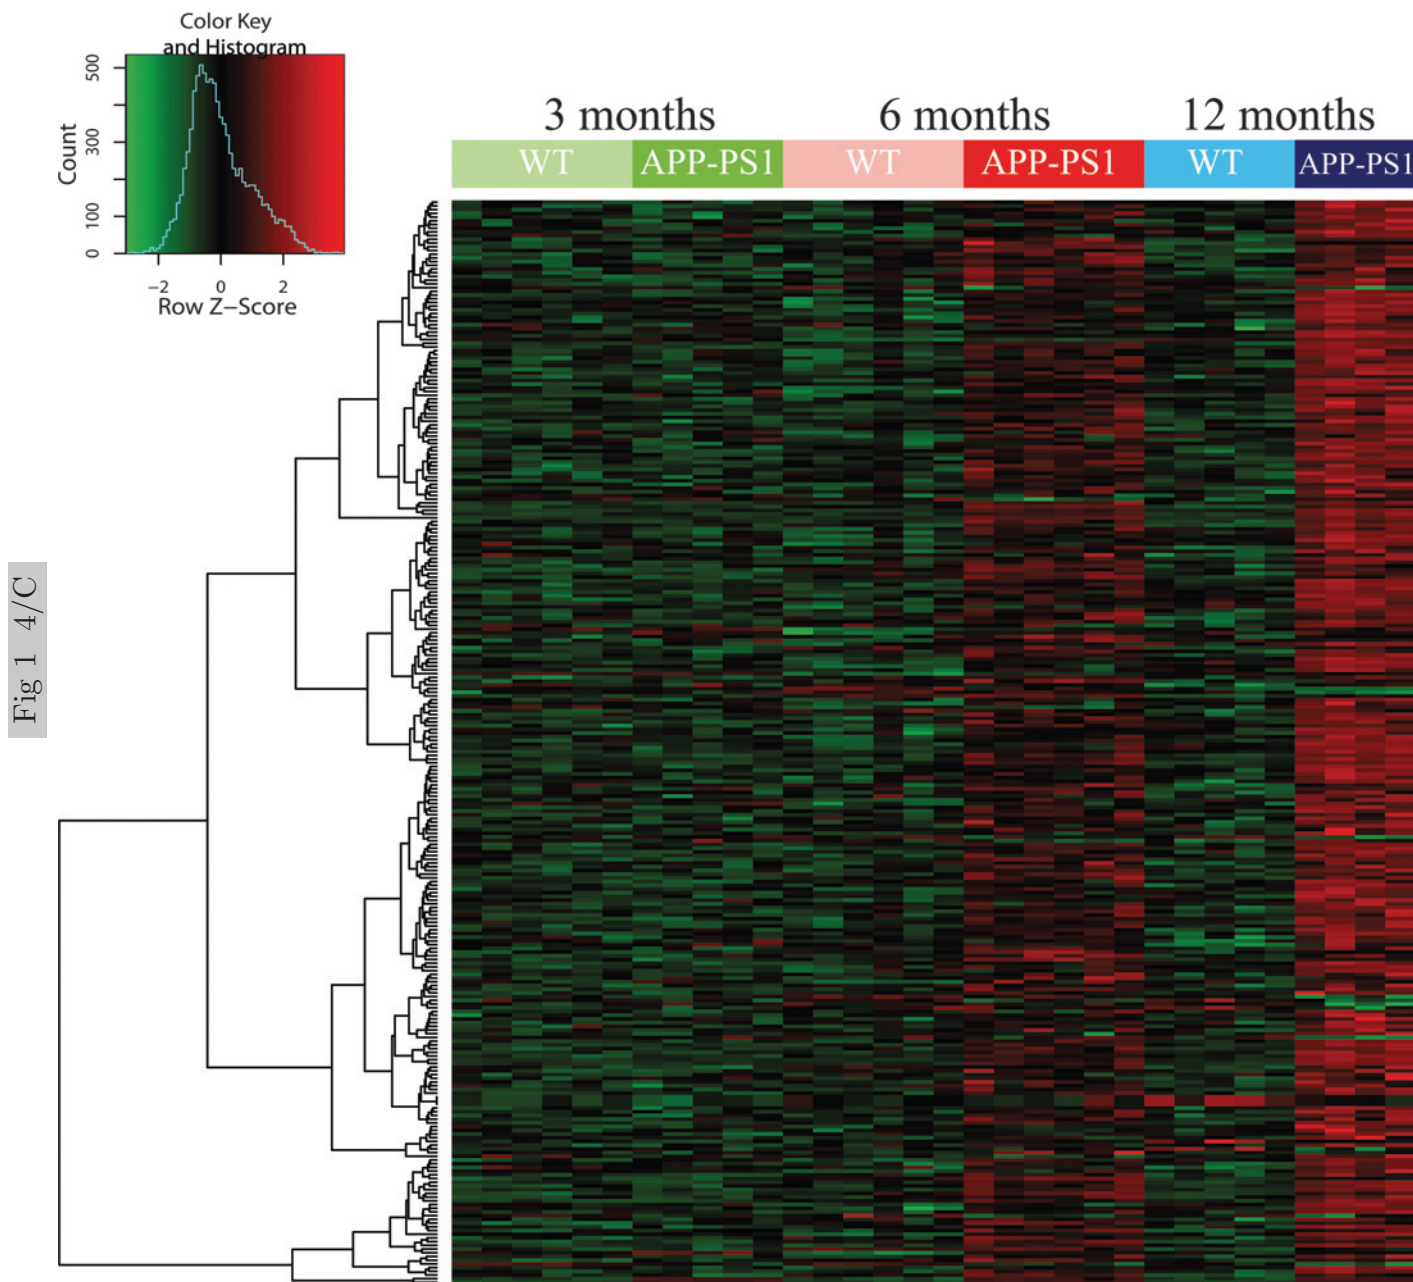 Color Key
and Histogram
Count
0 100 300 500
−2 0 2
Row Z−Score
3 months 6 months 12 months
WT APP-PS1 WT APP-PS1 WT APP-PS1
Fig 1 4/C